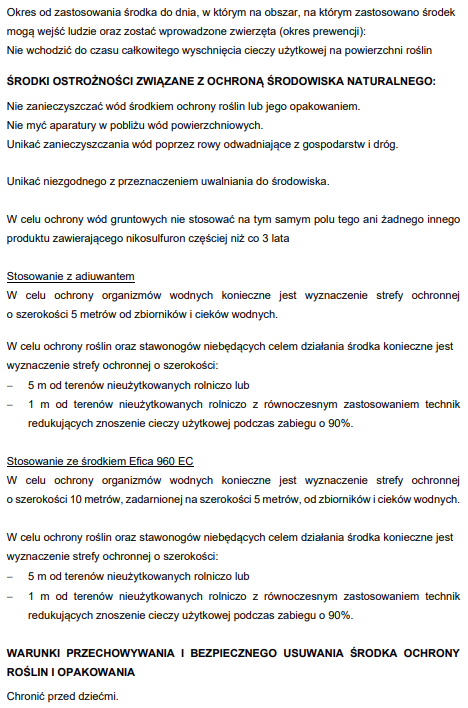 Okres od zastosowania środka do dnia, w którym na obszar, na którym zastosowano środek
mogą wejść ludzie oraz zostać wprowadzone zwierzęta (okres prewencji):
Nie wchodzić do czasu całkowitego wyschnięcia cieczy użytkowej na powierzchni roślin
ŚRODKI OSTROŻNOŚCI ZWIĄZANE Z OCHRONĄ ŚRODOWISKA NATURALNEGO:
Nie zanieczyszczać wód środkiem ochrony roślin lub jego opakowaniem.
Nie myć aparatury w pobliżu wód powierzchniowych.
Unikać zanieczyszczania wód poprzez rowy odwadniające z gospodarstw i dróg.
Unikać niezgodnego z przeznaczeniem uwalniania do środowiska.
W celu ochrony wód gruntowych nie stosować na tym samym polu tego ani żadnego innego
produktu zawierającego nikosulfuron częściej niż co 3 lata
Stosowanie z adiuwantem
W celu ochrony organizmów wodnych konieczne jest wyznaczenie strefy ochronnej
o szerokości 5 metrów od zbiorników i cieków wodnych.
W celu ochrony roślin oraz stawonogów niebędących celem działania środka konieczne jest
wyznaczenie strefy ochronnej o szerokości:
− 5 m od terenów nieużytkowanych rolniczo lub
− 1 m od terenów nieużytkowanych rolniczo z równoczesnym zastosowaniem technik
redukujących znoszenie cieczy użytkowej podczas zabiegu o 90%.
Stosowanie ze środkiem Efica 960 EC
W celu ochrony organizmów wodnych konieczne jest wyznaczenie strefy ochronnej
o szerokości 10 metrów, zadarnionej na szerokości 5 metrów, od zbiorników i cieków wodnych.
W celu ochrony roślin oraz stawonogów niebędących celem działania środka konieczne jest
wyznaczenie strefy ochronnej o szerokości:
− 5 m od terenów nieużytkowanych rolniczo lub
− 1 m od terenów nieużytkowanych rolniczo z równoczesnym zastosowaniem technik
redukujących znoszenie cieczy użytkowej podczas zabiegu o 90%.
WARUNKI PRZECHOWYWANIA I BEZPIECZNEGO USUWANIA ŚRODKA OCHRONY
ROŚLIN I OPAKOWANIA
Chronić przed dziećmi.